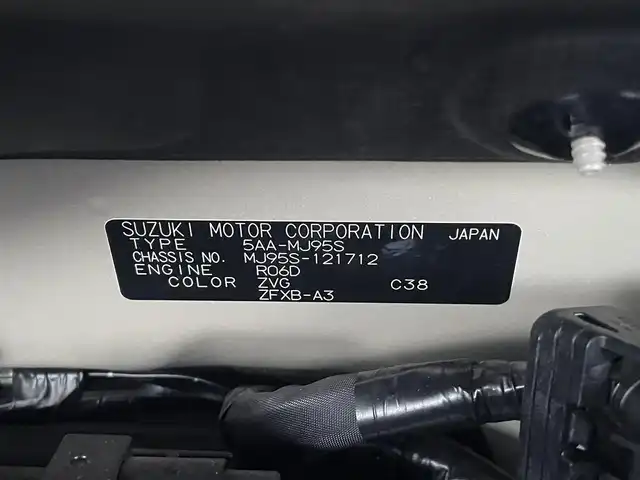 SUZUKI MOTOR CORPORATION JAPAN
TYPE 5AA-MJ95S
CHASSIS NO. MJ95S-121712
ENGINE R06D
COLOR ZVG C38
ZFXB-A3